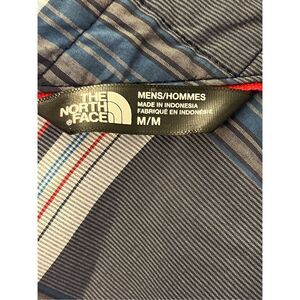 THE
NORTH
FACE
MENS/HOMMES
MADE IN INDONESIA
FABRIQUÉ EN INDONÉSIE
M/M